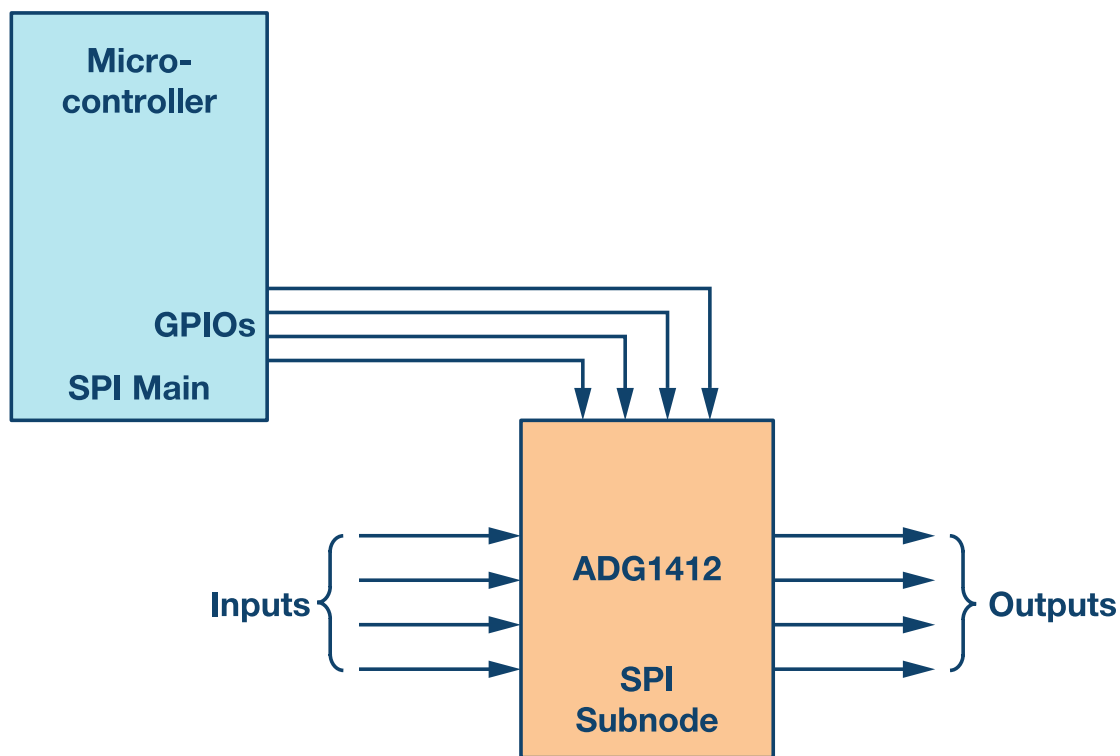 Micro-
controller
GPIOs
SPI Main
Inputs
ADG1412
Outputs
SPI
Subnode